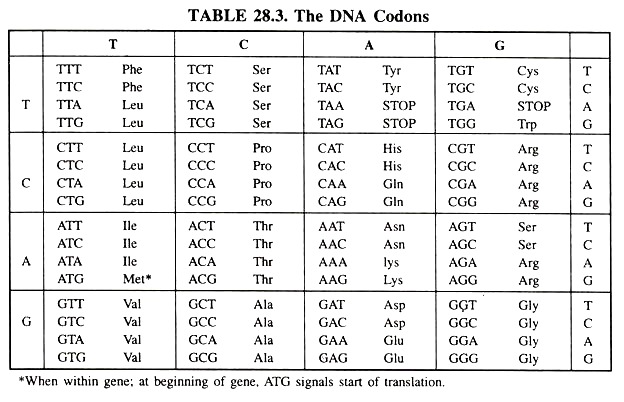 TABLE 28.3. The DNA Codons
T C A G
TTT Phe TCT Ser TAT Tyr TGT Cys T
TTC Phe TCC Ser TAC Tyr TGC Cys C
T TTA Leu TCA Ser TAA STOP TGA STOP A
TTG Leu TCG Ser TAG STOP TGG Trp G
CTT Leu CCT Pro CAT His CGT Arg T
CTC Leu CCC Pro CAC His CGC Arg C
C CTA Leu CCA Pro CAA Gln CGA Arg A
CTG Leu CCG Pro CAG Gln CGG Arg G
ATT Ile ACT Thr AAT Asn AGT Ser T
ATC Ile ACC Thr AAC Asn AGC Ser C
A ATA Ile ACA Thr AAA lys AGA Arg A
ATG Met* ACG Thr AAG Lys AGG Arg G
GTT Val GCT Ala GAT Asp GGT Gly T
G GTC Val GCC Ala GAC Asp GGC Gly C
GTA Val GCA Ala GAA Glu GGA Gly A
GTG Val GCG Ala GAG Glu GGG Gly G
*When within gene; at beginning of gene, ATG signals start of translation.